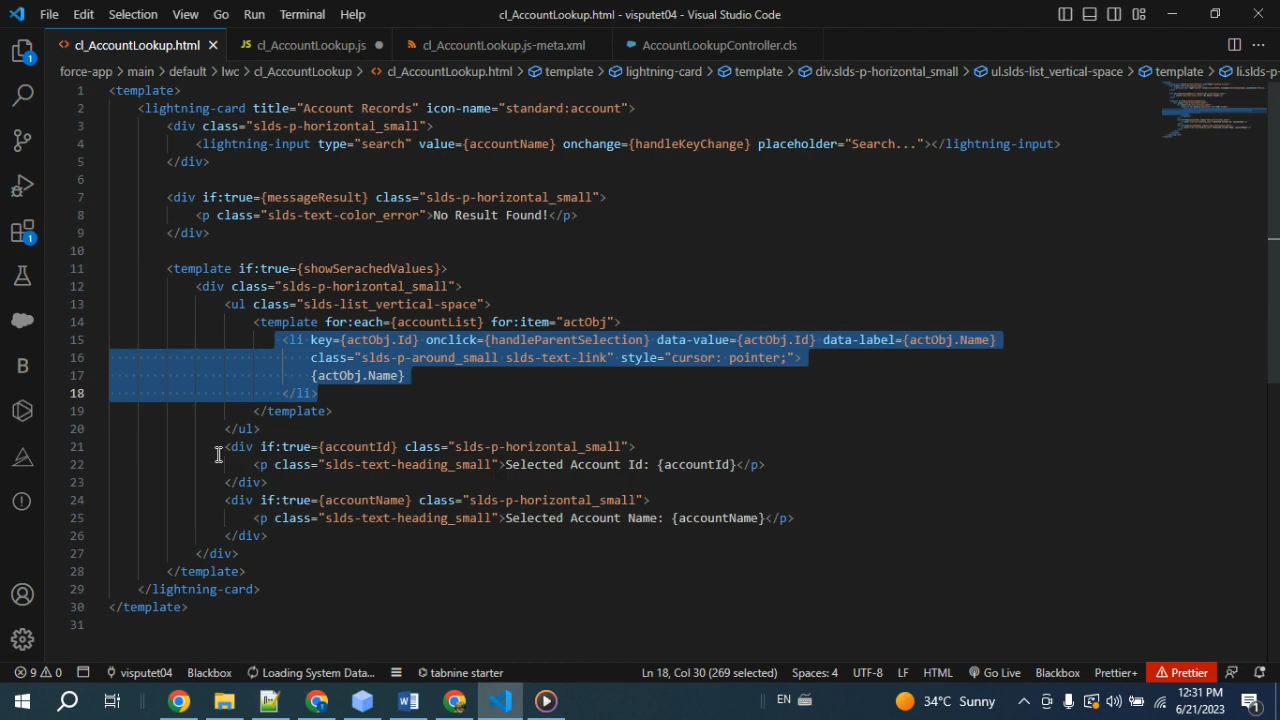 File Edit Selection View Go Run Terminal Help cl_AccountLookup.html - visputet04 - Visual Studio Code
cl_AccountLookup.html cl_AccountLookup.js cl_AccountLookup.js-meta.xml AccountLookupController.cls
force-app > main > default > lwc > cl_AccountLookup > cl_AccountLookup.html > template > lightning-card > template > div.slds-p-horizontal_small > ul.slds-list_vertical-space > template > li.slds-p
1 <template>
2 <lightning-card title="Account Records" icon-name="standard:account">
3 <div class="slds-p-horizontal_small">
4 <lightning-input type="search" value={accountName} onchange={handleKeyChange} placeholder="Search..."></lightning-input>
5 </div>
6
7 <div if:true={messageResult} class="slds-p-horizontal_small">
8 <p class="slds-text-color_error">No Result Found!</p>
9 </div>
10
11 <template if:true={showSerachedValues}>
12 <div class="slds-p-horizontal_small">
13 <ul class="slds-list_vertical-space">
14 <template for:each={accountList} for:item="actObj">
15 <li key={actObj.Id} onclick={handleParentSelection} data-value={actObj.Id} data-label={actObj.Name}
16 class="slds-p-around_small slds-text-link" style="cursor: pointer;">
17 {actObj.Name}
18 </li>
19 </template>
20 </ul>
21 <div if:true={accountId} class="slds-p-horizontal_small">
22 <p class="slds-text-heading_small">Selected Account Id: {accountId}</p>
23 </div>
24 <div if:true={accountName} class="slds-p-horizontal_small">
25 <p class="slds-text-heading_small">Selected Account Name: {accountName}</p>
26 </div>
27 </div>
28 </template>
29 </lightning-card>
30 </template>
31
1
1
B
9 0 visputet04 Blackbox Loading System Data... tabnine starter Ln 18, Col 30 (269 selected) Spaces: 4 UTF-8 LF HTML Go Live Blackbox Prettier+ Prettier
EN 34°C Sunny 12:31 PM
6/21/2023